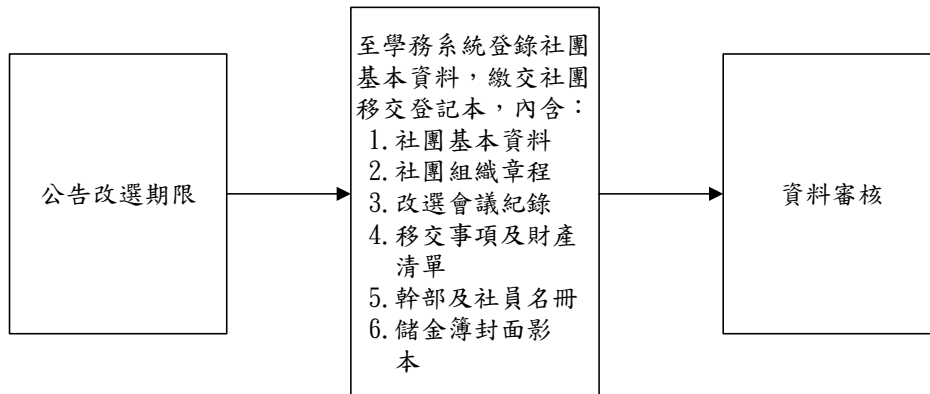 公告改選期限
至學務系統登錄社團
基本資料，繳交社團
移交登記本，內含：
1.社團基本資料
2.社團組織章程
3.改選會議紀錄
4.移交事項及財產
清單
5.幹部及社員名冊
6.儲金簿封面影
本
資料審核